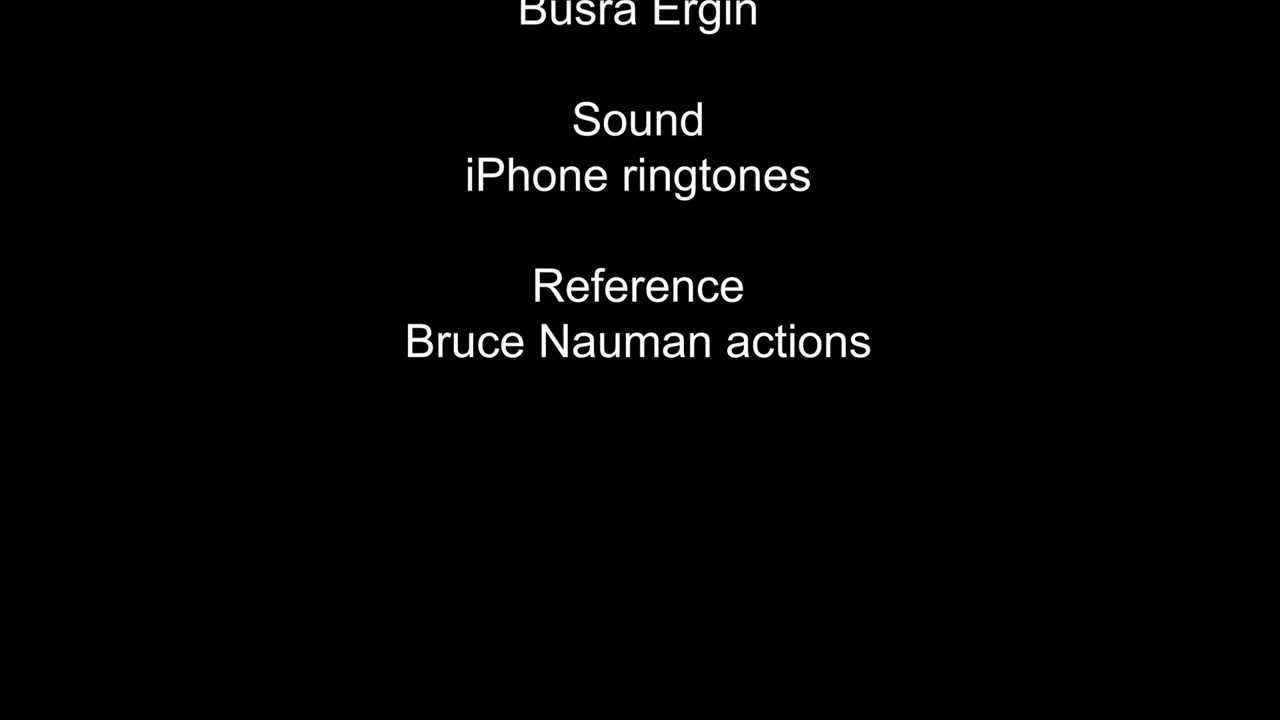 Busra Ergin
Sound
iPhone ringtones
Reference
Bruce Nauman actions